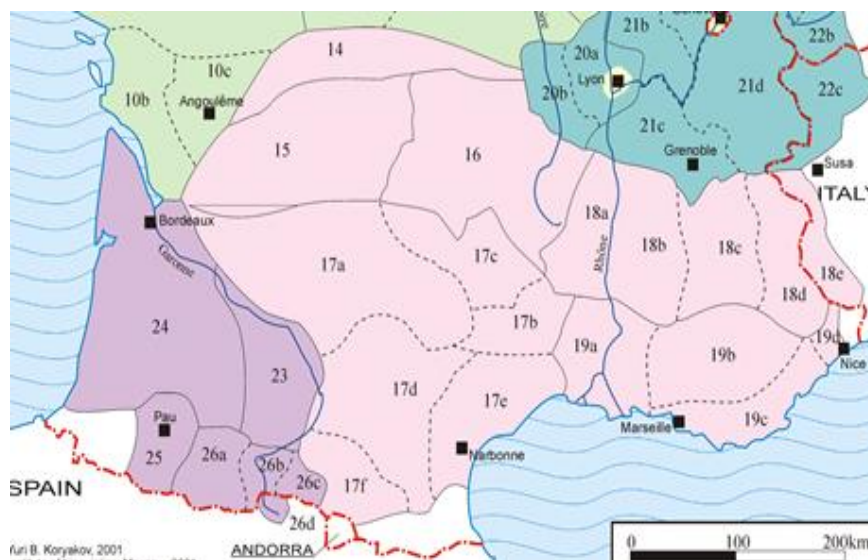 14
21b
22b
20a
10c
Lyon
10b
Angoulême
20b
21d
22c
21c
15
16
Grenoble
Susa
ITALY
Bordeaux
18a
Garonne
Rhône
18b
18c
17a
17c
18e
18d
24
17b
19a
19b
19d
Nice
23
17d
17e
19c
Pau
Marseille
25
26a
26b
Narbonne
26c
17f
SPAIN
26d
Yuri B. Koryakov, 2001
ANDORRA
0 100 200km